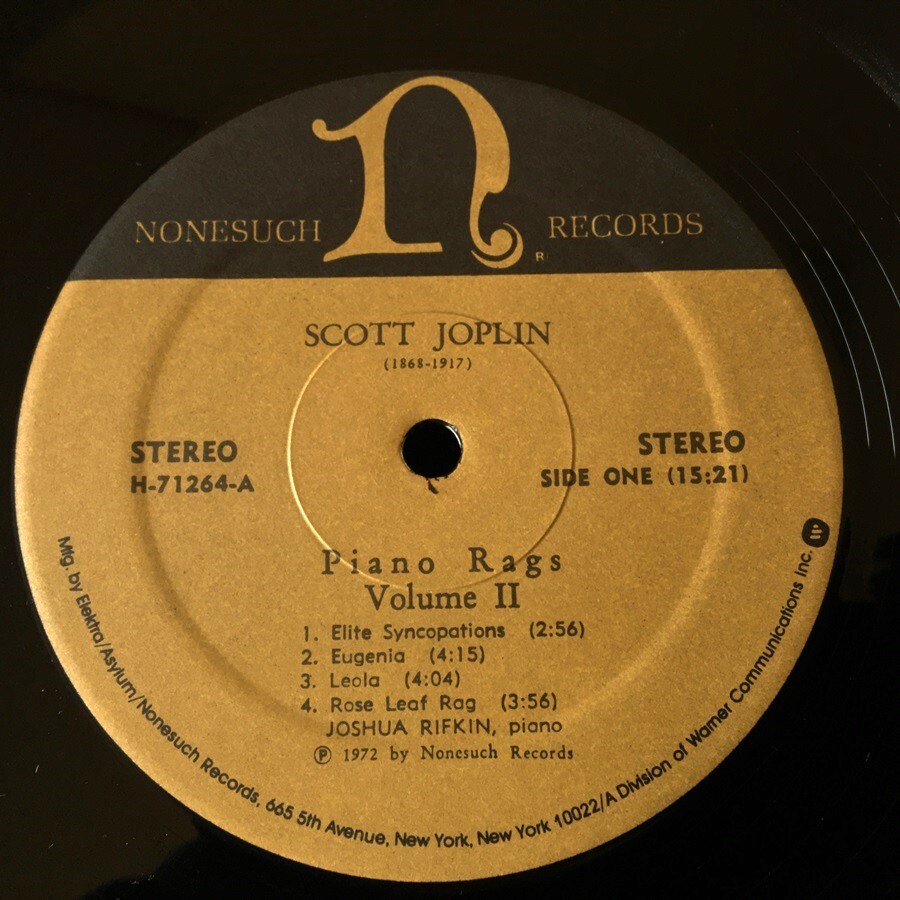 n
NONESUCH RECORDS
R
SCOTT JOPLIN
(1868-1917)
STEREO
H-71264-A
STEREO
SIDE ONE (15:21)
Piano Rags
Volume II
1. Elite Syncopations (2:56)
2. Eugenia (4:15)
3. Leola (4:04)
4. Rose Leaf Rag (3:56)
JOSHUA RIFKIN, piano
Ⓟ 1972 by Nonesuch Records
Mfg. by Elektra/Asylum/Nonesuch Records, 665 5th Avenue, New York, New York 10022/A Division of Warner Communications Inc.